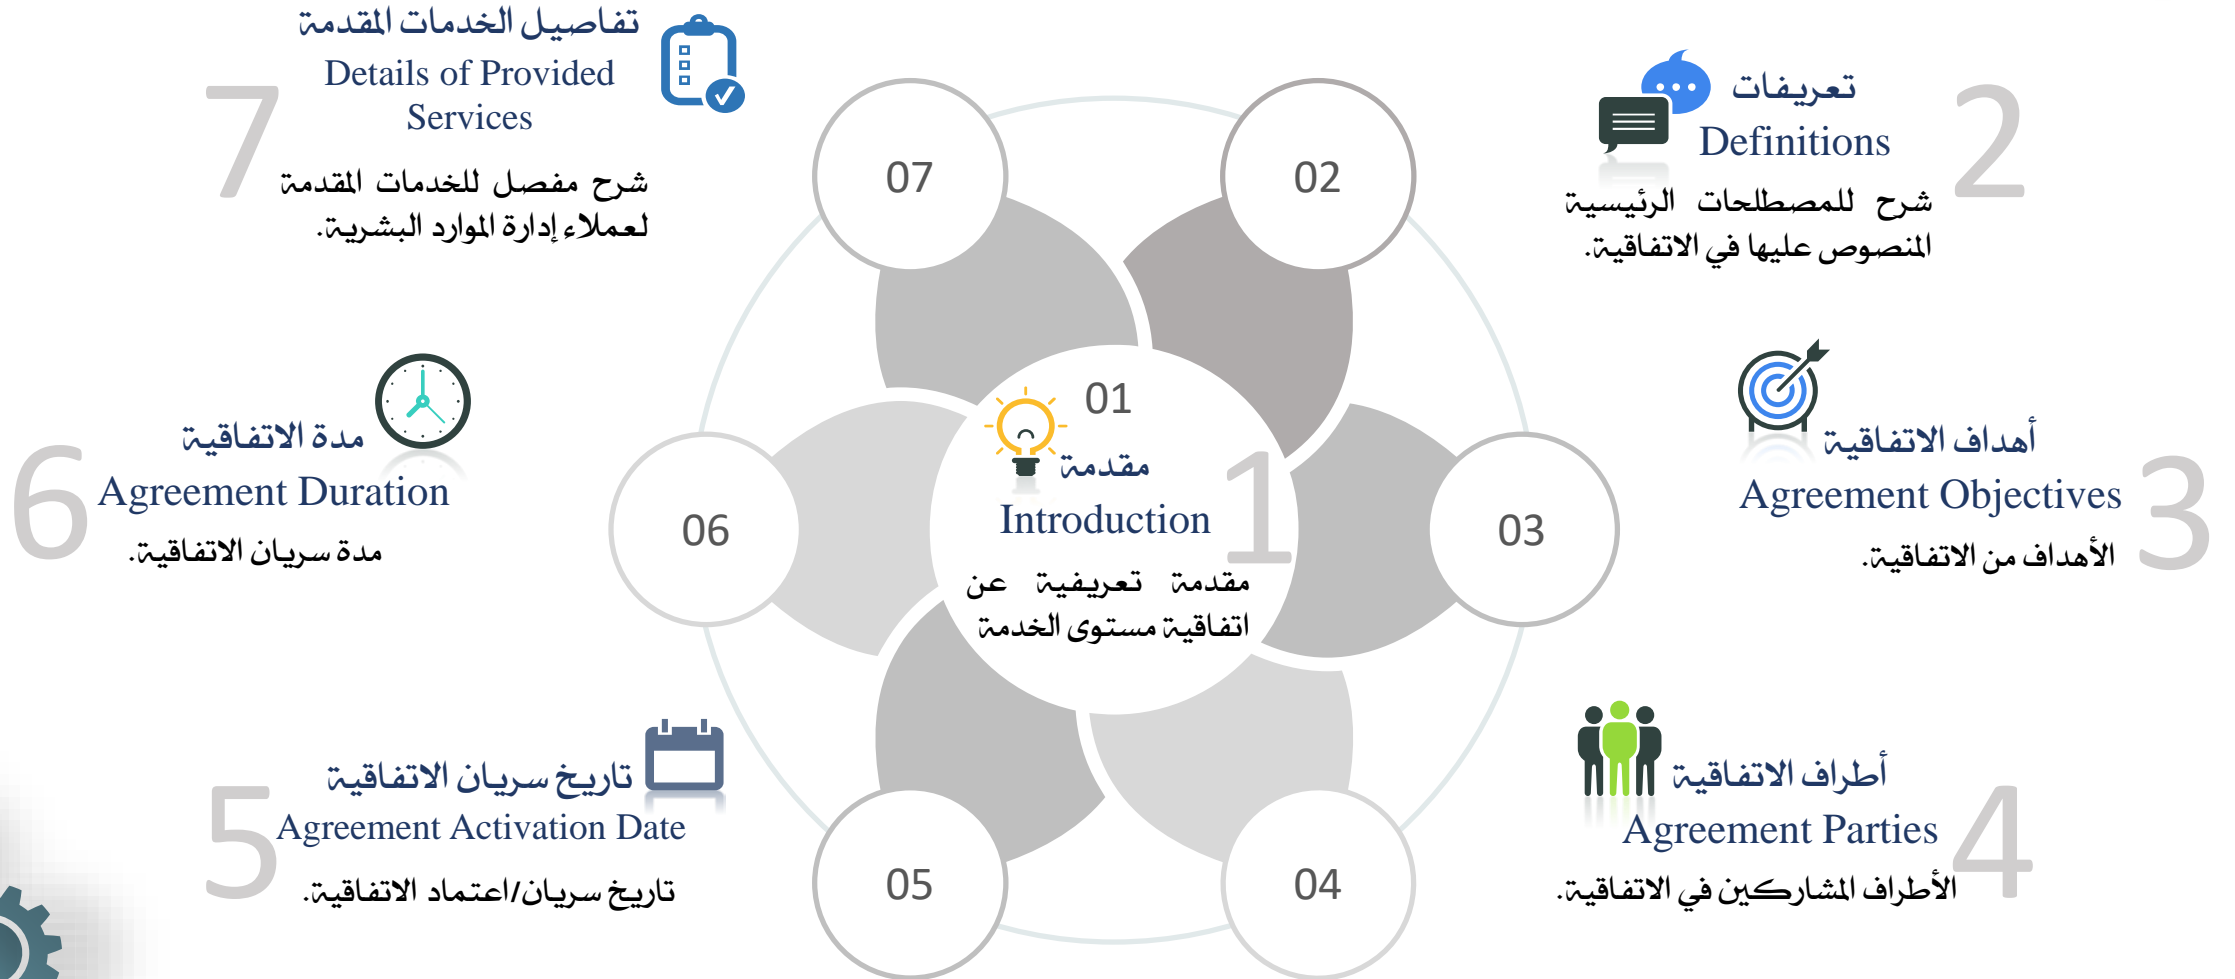 01
1
مقدمة
Introduction
مقدمة تعريفية عن
اتفاقية مستوى الخدمة
02
2
تعريفات
Definitions
شرح للمصطلحات الرئيسية
المنصوص عليها في الاتفاقية.
03
3
أهداف الاتفاقية
Agreement Objectives
الأهداف من الاتفاقية.
04
4
أطراف الاتفاقية
Agreement Parties
الأطراف المشاركين في الاتفاقية.
05
5
تاريخ سريان الاتفاقية
Agreement Activation Date
تاريخ سريان/اعتماد الاتفاقية.
06
6
مدة الاتفاقية
Agreement Duration
مدة سريان الاتفاقية.
07
7
تفاصيل الخدمات المقدمة
Details of Provided
Services
شرح مفصل للخدمات المقدمة
لعملاء إدارة الموارد البشرية.